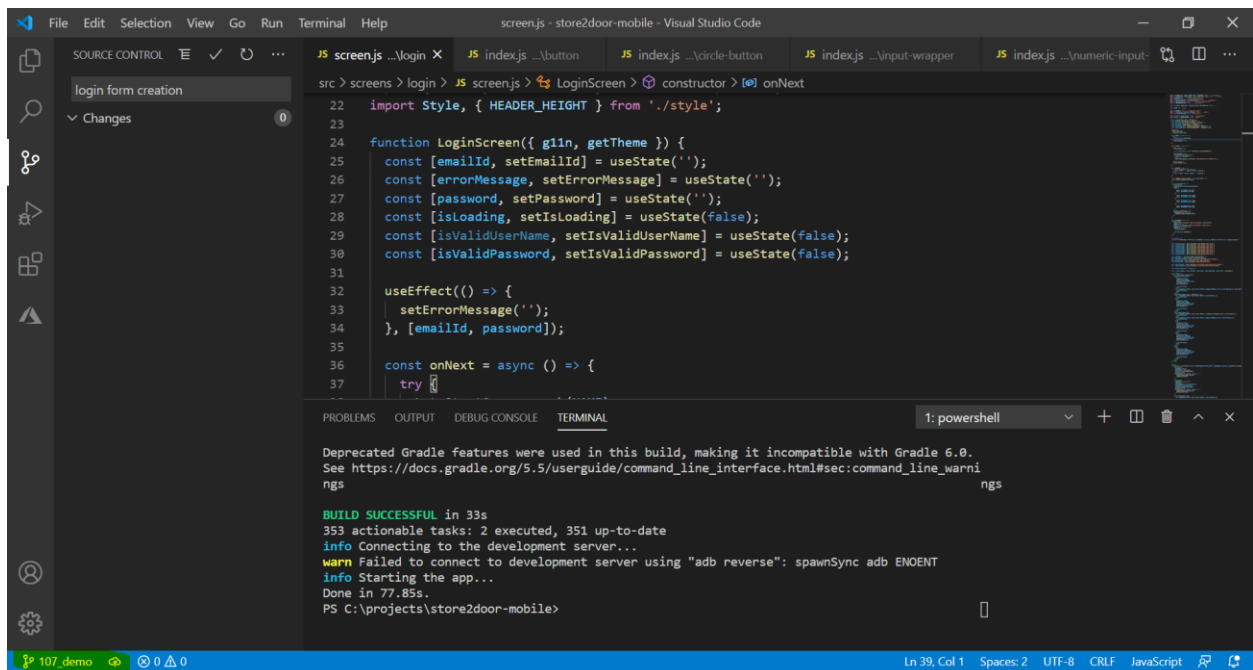 File Edit Selection View Go Run Terminal Help screen.js - store2door-mobile - Visual Studio Code
SOURCE CONTROL
login form creation
Changes 0
JS screen.js ...\login JS index.js ...\button JS index.js ...\circle-button JS index.js ...\input-wrapper JS index.js ...\numeric-input-
src > screens > login > JS screen.js > LoginScreen > constructor > onNext
22 import Style, { HEADER_HEIGHT } from './style';
23
24 function LoginScreen({ g11n, getTheme }) {
25 const [emailId, setEmailId] = useState('');
26 const [errorMessage, setErrorMessage] = useState('');
27 const [password, setPassword] = useState('');
28 const [isLoading, setIsLoading] = useState(false);
29 const [isValidUserName, setIsValidUserName] = useState(false);
30 const [isValidPassword, setIsValidPassword] = useState(false);
31
32 useEffect(() => {
33 setErrorMessage('');
34 }, [emailId, password]);
35
36 const onNext = async () => {
37 try {
PROBLEMS OUTPUT DEBUG CONSOLE TERMINAL 1: powershell
Deprecated Gradle features were used in this build, making it incompatible with Gradle 6.0.
See https://docs.gradle.org/5.5/userguide/command_line_interface.html#sec:command_line_warni
ngs ngs
BUILD SUCCESSFUL in 33s
353 actionable tasks: 2 executed, 351 up-to-date
info Connecting to the development server...
warn Failed to connect to development server using "adb reverse": spawnSync adb ENOENT
info Starting the app...
Done in 77.85s.
PS C:\projects\store2door-mobile>
107_demo 0 0 Ln 39, Col 1 Spaces: 2 UTF-8 CRLF JavaScript